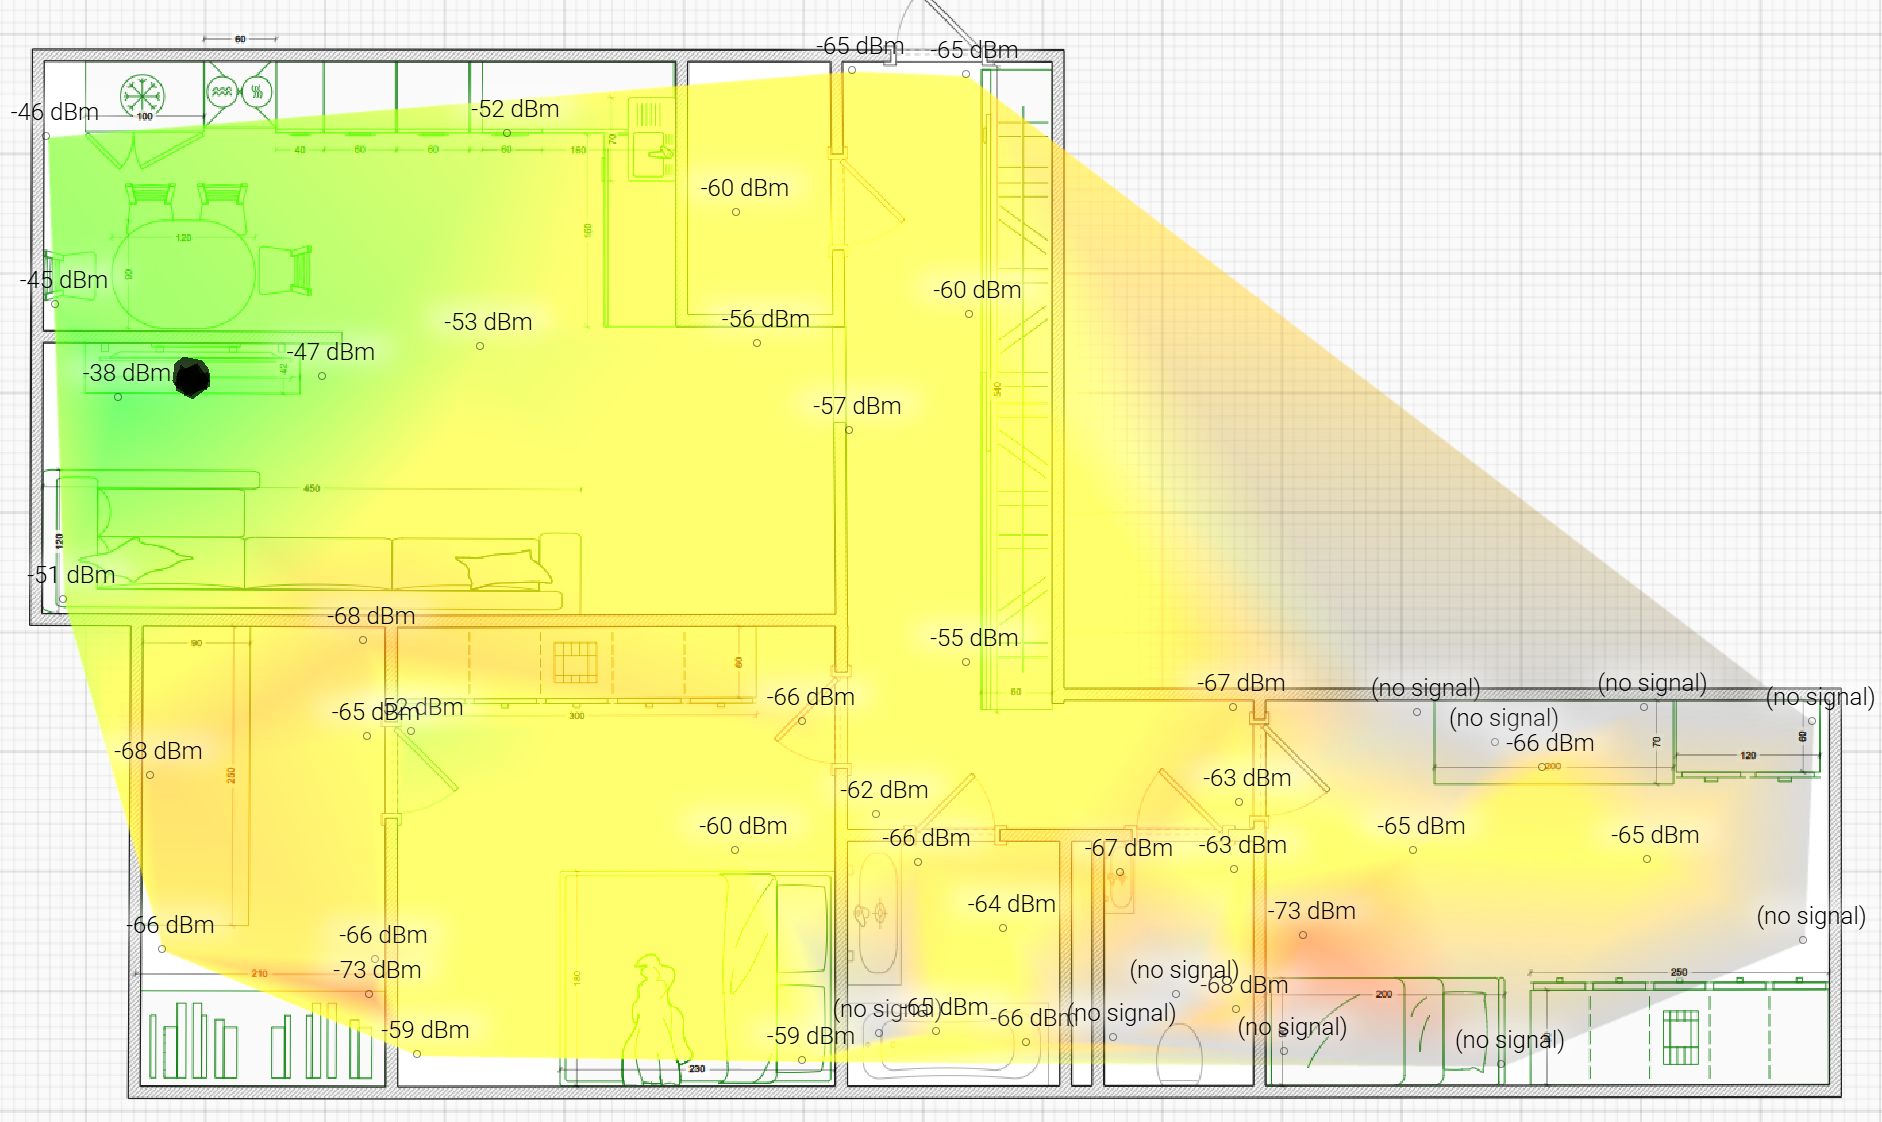 60
-65 dBm
-65 dBm
-46 dBm
100
-52 dBm
40
60
60
60
160
70
-60 dBm
120
90
160
-45 dBm
-60 dBm
-53 dBm
-56 dBm
-47 dBm
-38 dBm
42
-57 dBm
450
120
-51 dBm
-68 dBm
90
-55 dBm
60
60
-67 dBm
(no signal)
(no signal)
(no signal)
-65 dBm
-52 dBm
300
-66 dBm
(no signal)
-66 dBm
70
60
120
200
-68 dBm
250
-62 dBm
-63 dBm
-60 dBm
-66 dBm
-67 dBm
-63 dBm
-65 dBm
-65 dBm
-64 dBm
-73 dBm
(no signal)
-66 dBm
-66 dBm
210
-73 dBm
180
(no signal)
-68 dBm
200
250
(no signal)
-65 dBm
-66 dBm
(no signal)
(no signal)
(no signal)
-59 dBm
-59 dBm
230